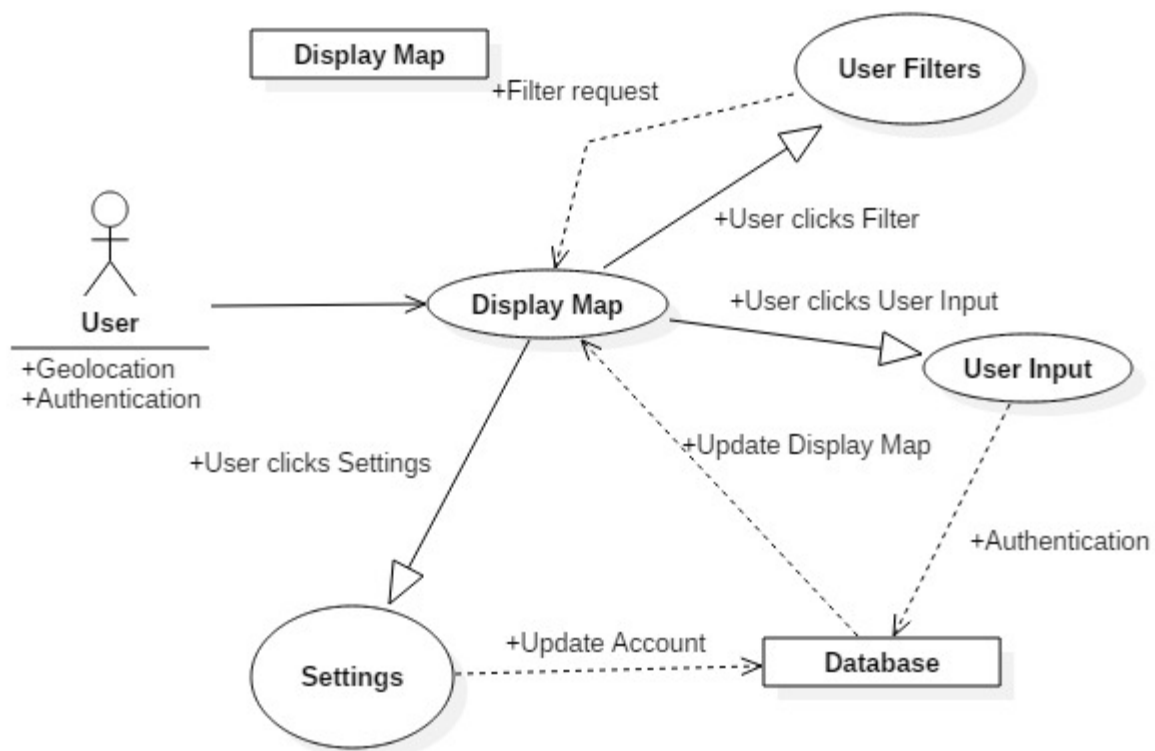 Display Map
User Filters
+Filter request
+User clicks Filter
User
+Geolocation
+Authentication
Display Map
+User clicks User Input
User Input
+User clicks Settings
+Update Display Map
+Authentication
Settings
+Update Account
Database